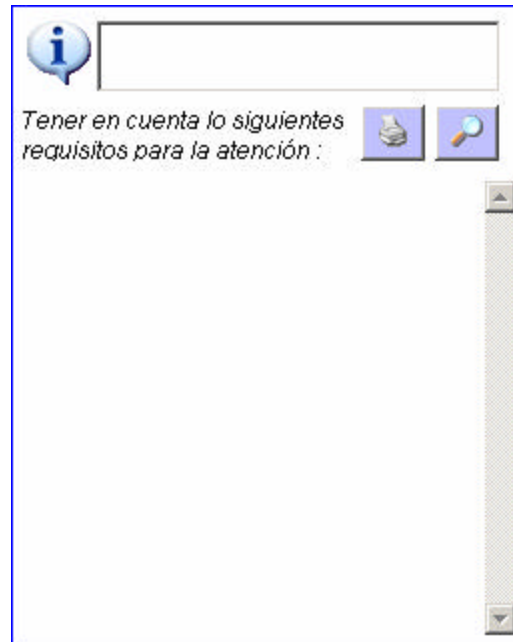 Tener en cuenta lo siguientes
requisitos para la atención :